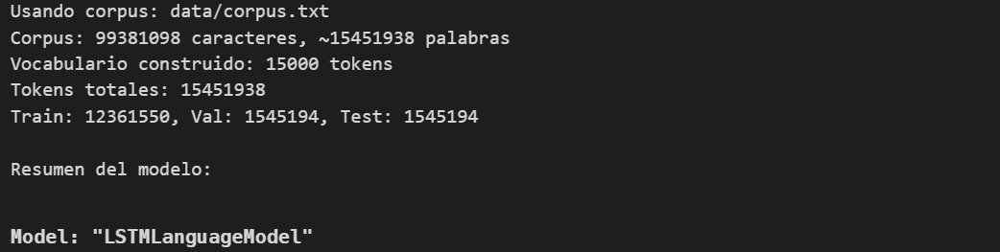 Usando corpus: data/corpus.txt
Corpus: 99381098 caracteres, ~15451938 palabras
Vocabulario construido: 15000 tokens
Tokens totales: 15451938
Train: 12361550, Val: 1545194, Test: 1545194
Resumen del modelo:
Model: "LSTMLanguageModel"